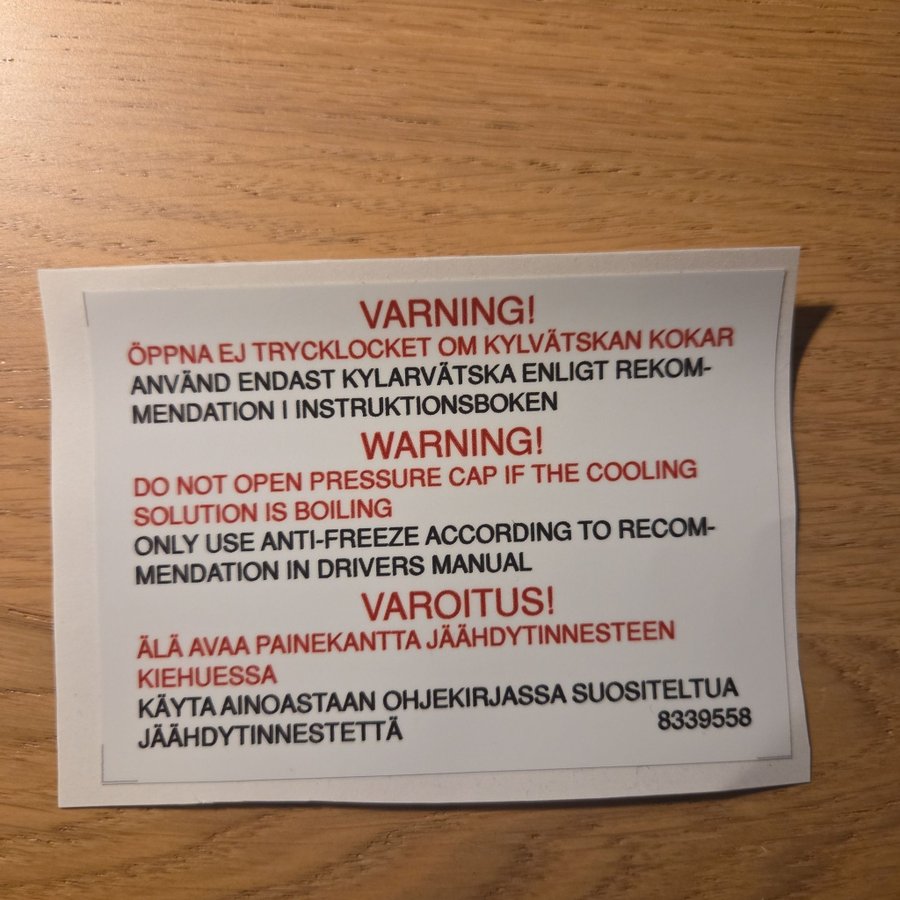 VARNING!
ÖPPNA EJ TRYCKLOCKET OM KYLVÄTSKAN KOKAR
ANVÄND ENDAST KYLARVÄTSKA ENLIGT REKOM-
MENDATION I INSTRUKTIONSBOKEN
WARNING!
DO NOT OPEN PRESSURE CAP IF THE COOLING
SOLUTION IS BOILING
ONLY USE ANTI-FREEZE ACCORDING TO RECOM-
MENDATION IN DRIVERS MANUAL
VAROITUS!
ÄLÄ AVAA PAINEKANTTA JÄÄHDYTINNESTEEN
KIEHUESSA
KÄYTA AINOASTAAN OHJEKIRJASSA SUOSITELTUA
JÄÄHDYTINNESTETTÄ 8339558